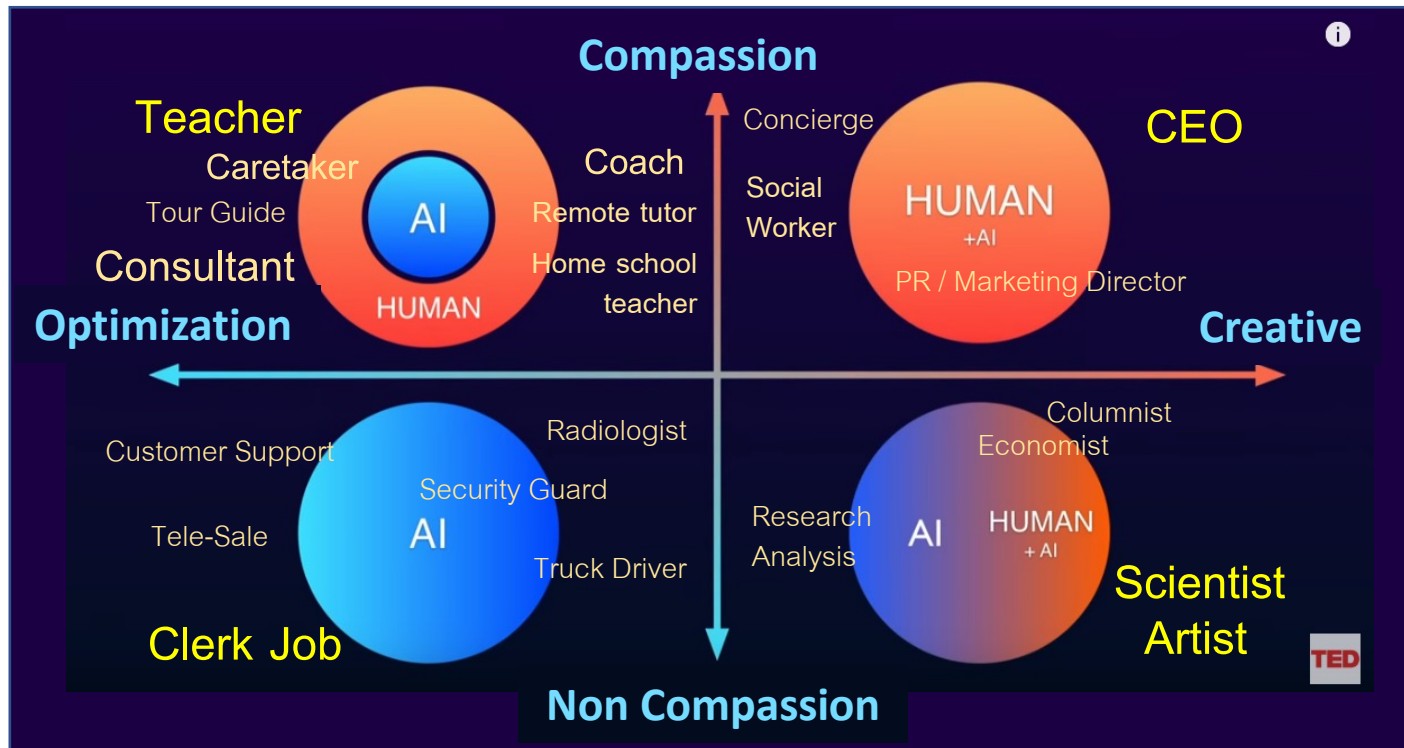 Compassion
i
Teacher
Caretaker
Tour Guide
Consultant
AI
HUMAN
Coach
Remote tutor
Home school
teacher
Concierge
Social
Worker
HUMAN
+AI
PR / Marketing Director
CEO
Optimization
Creative
Customer Support
Radiologist
Security Guard
AI
Tele-Sale
Truck Driver
Clerk Job
Columnist
Economist
Research
Analysis
AI
HUMAN
+ AI
Scientist
Artist
TED
Non Compassion